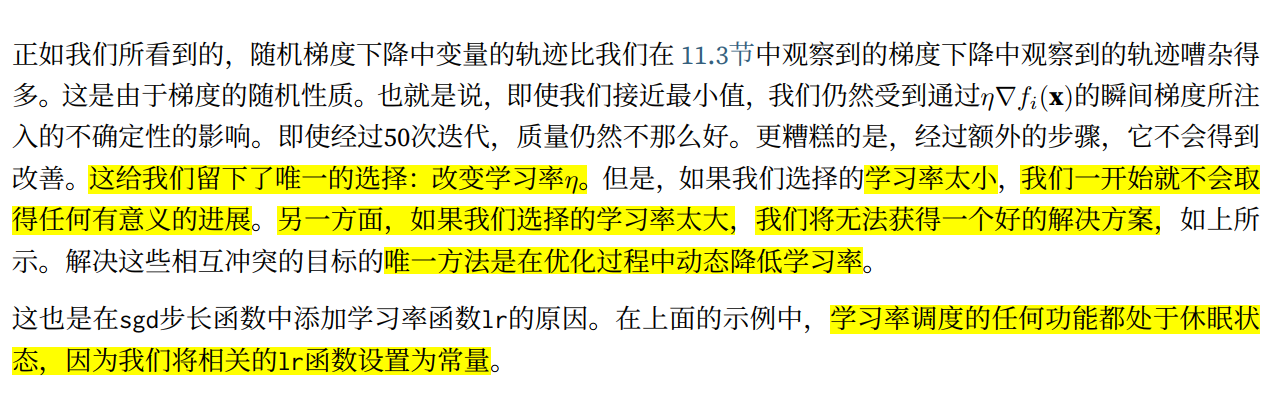 正如我们所看到的，随机梯度下降中变量的轨迹比我们在 11.3节中观察到的梯度下降中观察到的轨迹嘈杂得
多。这是由于梯度的随机性质。也就是说，即使我们接近最小值，我们仍然受到通过η∇fᵢ(𝐱)的瞬间梯度所注
入的不确定性的影响。即使经过50次迭代，质量仍然不那么好。更糟糕的是，经过额外的步骤，它不会得到
改善。这给我们留下了唯一的选择：改变学习率η。但是，如果我们选择的学习率太小，我们一开始就不会取
得任何有意义的进展。另一方面，如果我们选择的学习率太大，我们将无法获得一个好的解决方案，如上所
示。解决这些相互冲突的目标的唯一方法是在优化过程中动态降低学习率。
这也是在sgd步长函数中添加学习率函数lr的原因。在上面的示例中，学习率调度的任何功能都处于休眠状
态，因为我们将相关的lr函数设置为常量。